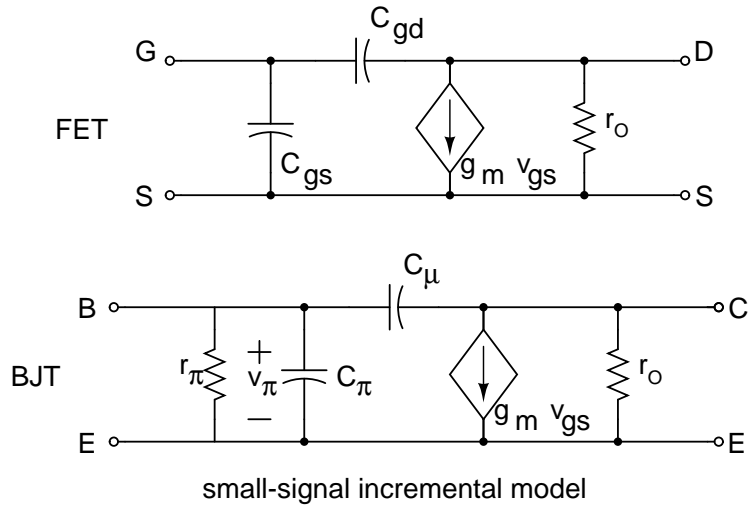 C gd
G
D
FET
C gs
g m v gs
r o
S
S
C μ
B
C
BJT
r π
+
v π
−
C π
g m v gs
r o
E
E
small-signal incremental model